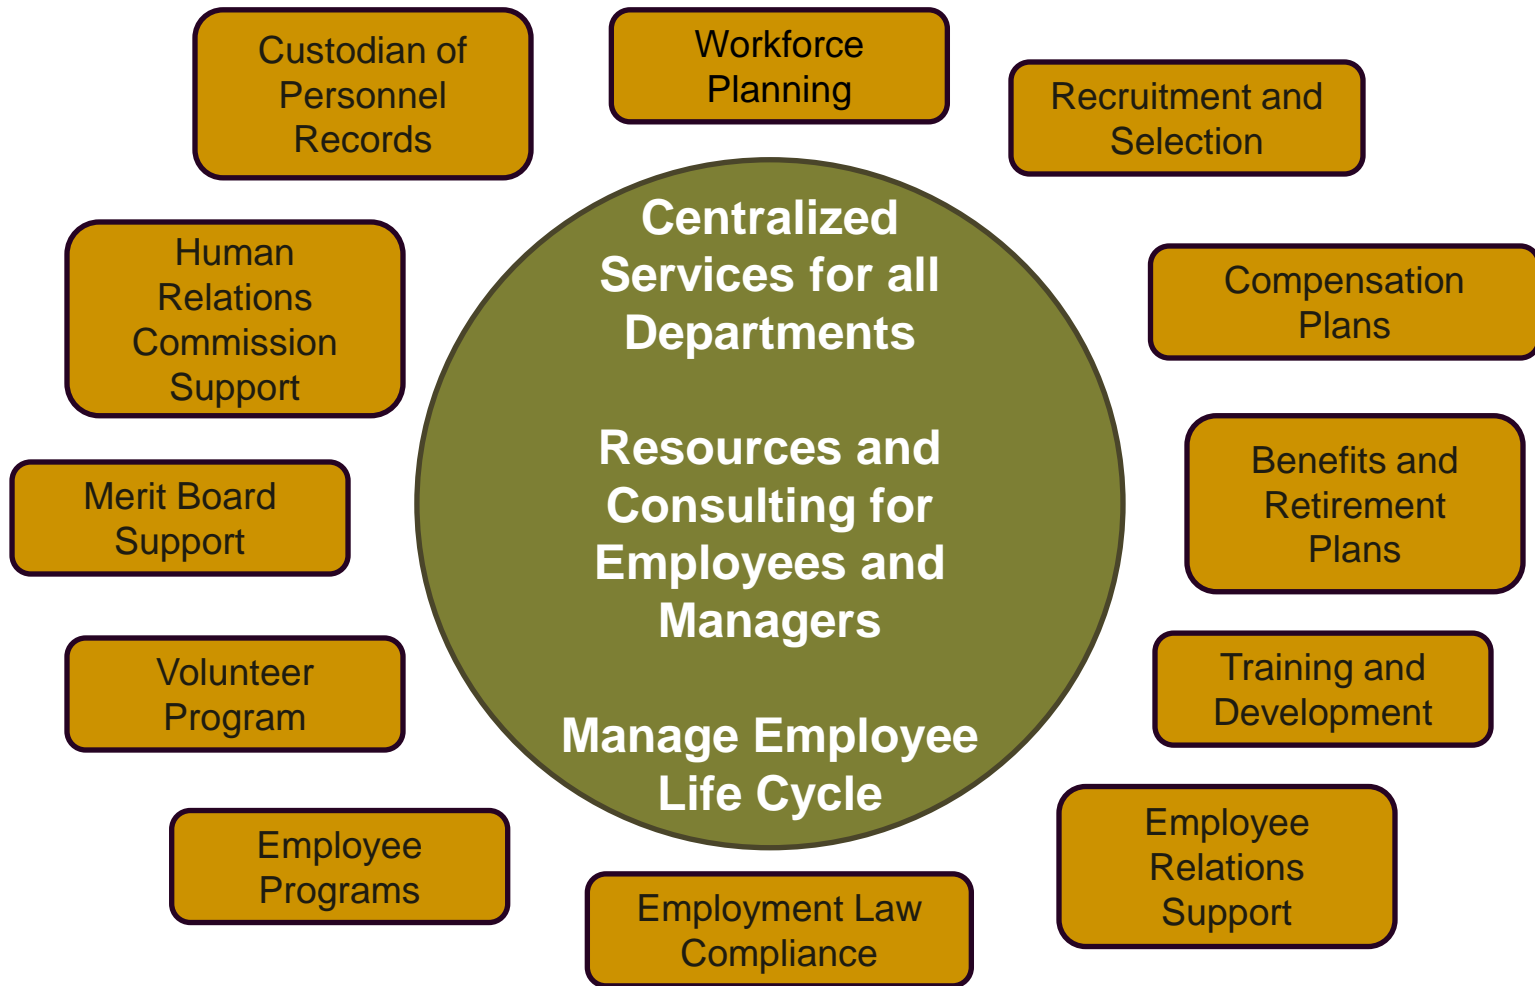 Custodian of
Personnel
Records
Workforce
Planning
Recruitment and
Selection
Compensation
Plans
Benefits and
Retirement
Plans
Training and
Development
Employee
Relations
Support
Employment Law
Compliance
Employee
Programs
Volunteer
Program
Merit Board
Support
Human
Relations
Commission
Support
Centralized
Services for all
Departments
Resources and
Consulting for
Employees and
Managers
Manage Employee
Life Cycle